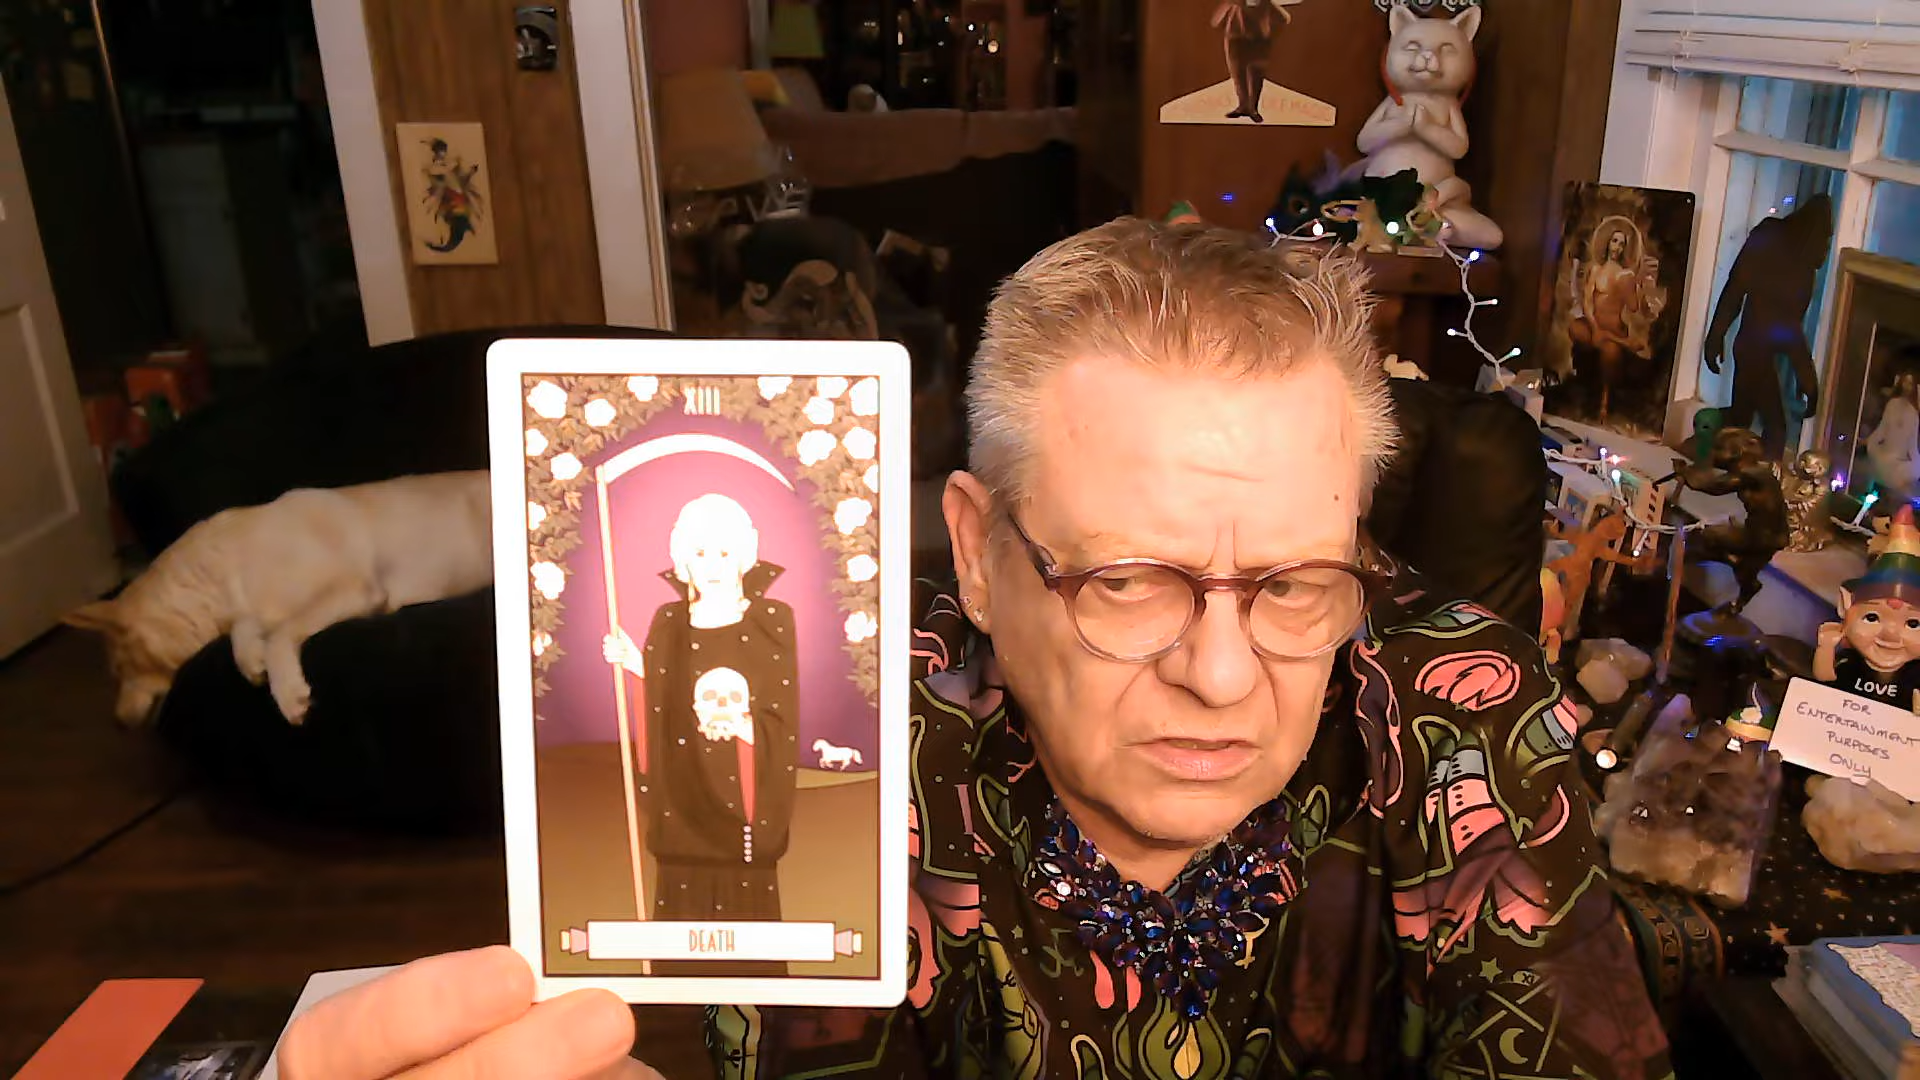 XIII
DEATH
LOVE
FOR
ENTERTAINMENT
PURPOSES
ONLY